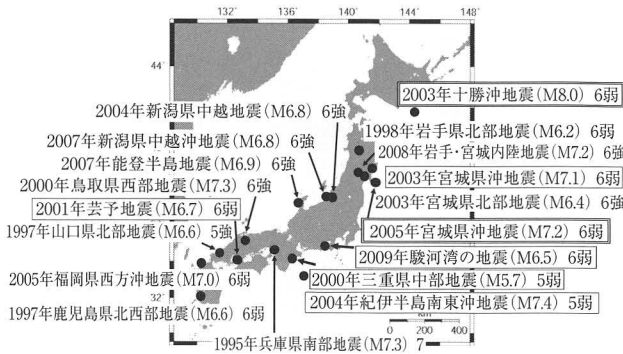 136° 140° 144° 148°
44°
2003年十勝沖地震(M8.0) 6弱
2004年新潟県中越地震(M6.8) 6強
1998年岩手県北部地震(M6.2) 6弱
2007年新潟県中越沖地震(M6.8) 6強
2008年岩手・宮城内陸地震(M7.2) 6強
2007年能登半島地震(M6.9) 6強
2003年宮城県沖地震(M7.1) 6弱
2000年鳥取県西部地震(M7.3) 6強
2003年宮城県北部地震(M6.4) 6強
2001年芸予地震(M6.7) 6弱
2005年宮城県沖地震(M7.2) 6弱
1997年山口県北部地震(M6.6) 5強
2009年駿河湾の地震(M6.5) 6弱
2005年福岡県西方沖地震(M7.0) 6弱
2000年三重県中部地震(M5.7) 5弱
32°
2004年紀伊半島南東沖地震(M7.4) 5弱
1997年鹿児島県北西部地震(M6.6) 6弱
km
0 200 400
1995年兵庫県南部地震(M7.3) 7